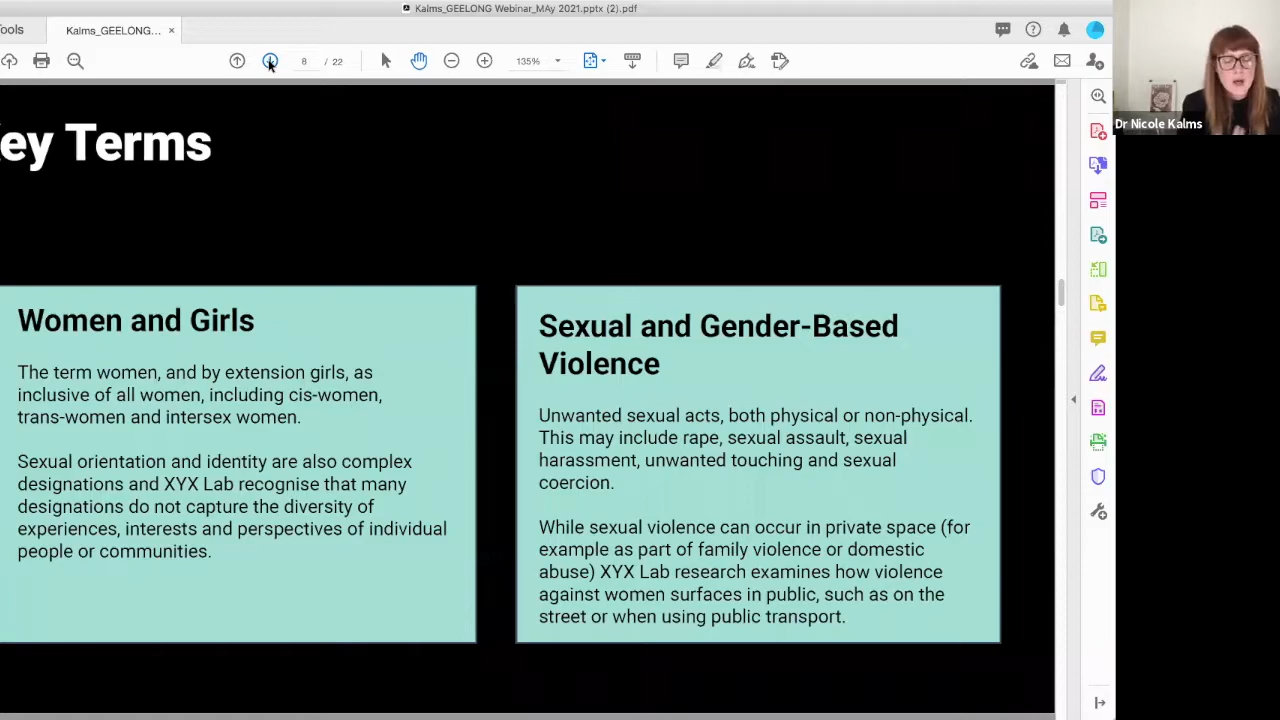 Kalms_GEELONG Webinar_MAy 2021.pptx (2).pdf
ools
Kalms_GEELONG... ×
8 / 22
135%
Dr Nicole Kalms
ey Terms
Women and Girls
The term women, and by extension girls, as
inclusive of all women, including cis-women,
trans-women and intersex women.
Sexual orientation and identity are also complex
designations and XYX Lab recognise that many
designations do not capture the diversity of
experiences, interests and perspectives of individual
people or communities.
Sexual and Gender-Based
Violence
Unwanted sexual acts, both physical or non-physical.
This may include rape, sexual assault, sexual
harassment, unwanted touching and sexual
coercion.
While sexual violence can occur in private space (for
example as part of family violence or domestic
abuse) XYX Lab research examines how violence
against women surfaces in public, such as on the
street or when using public transport.